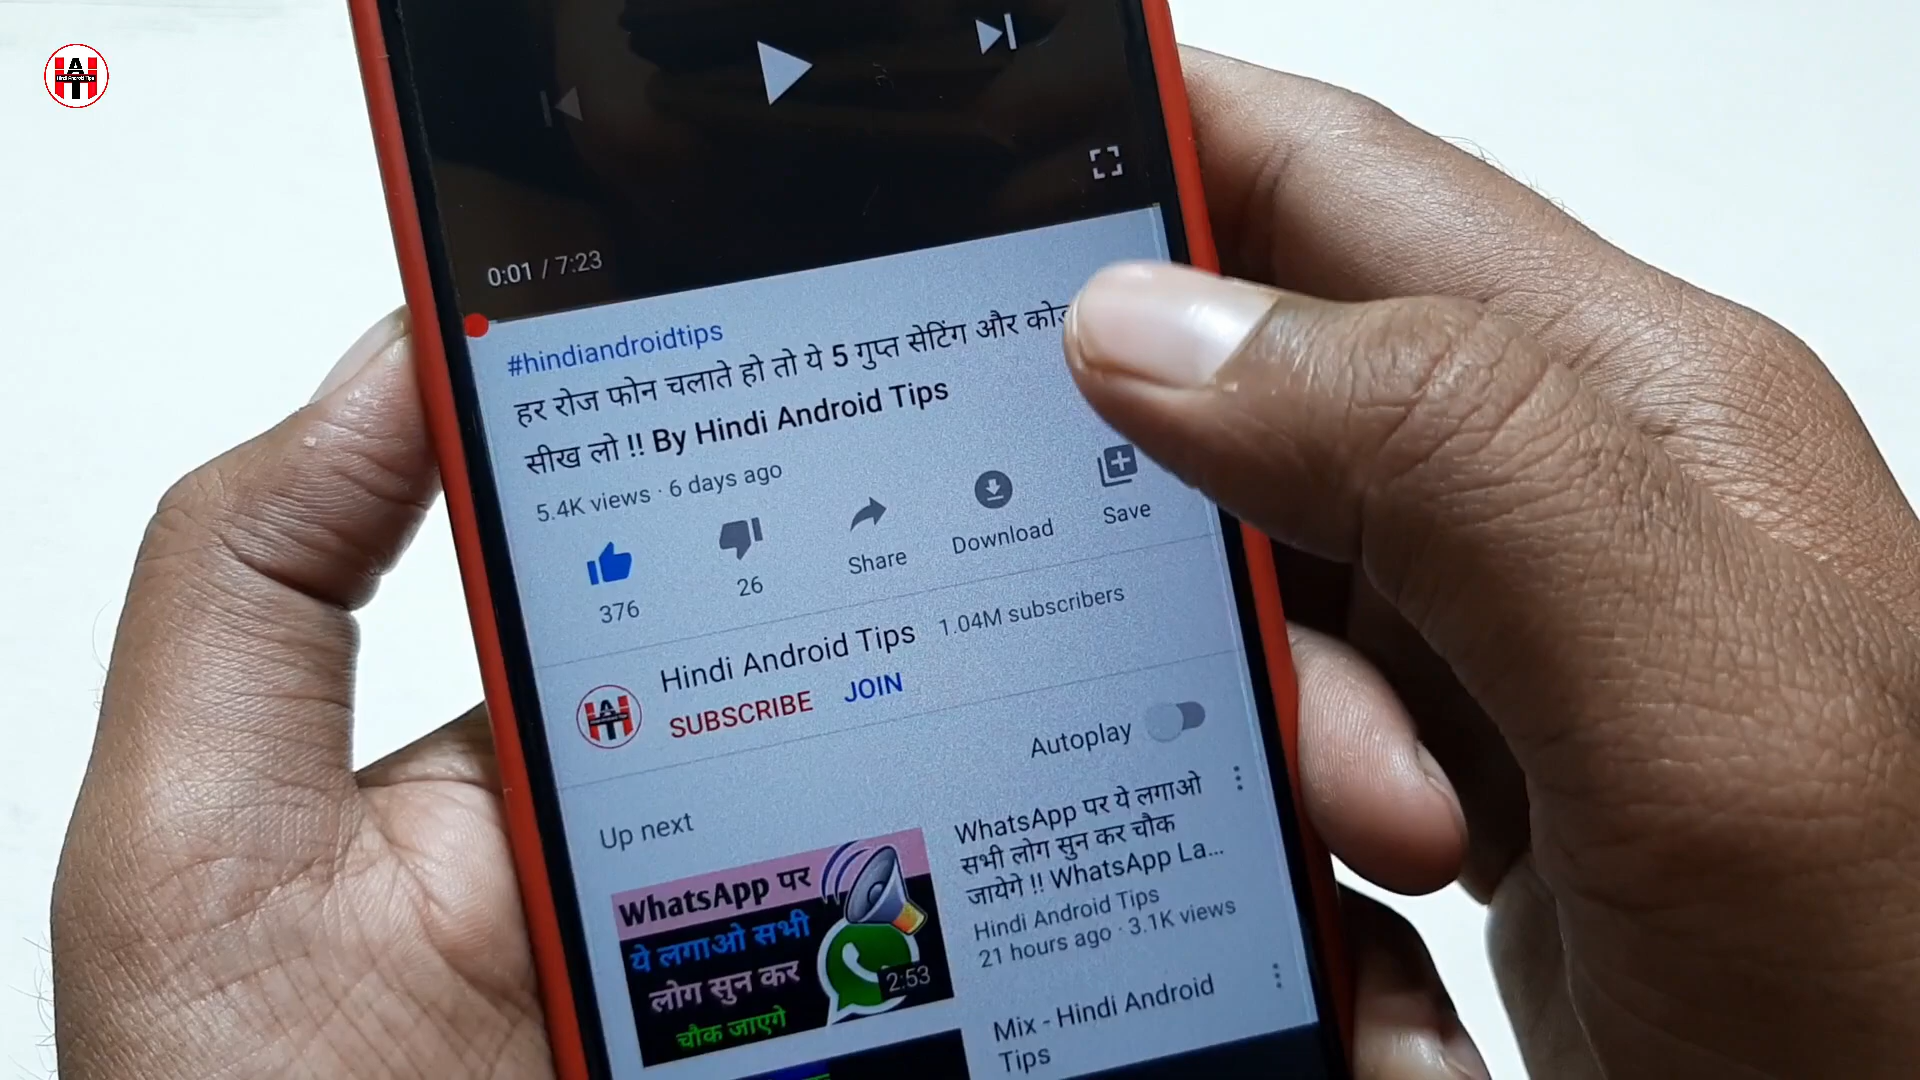 0:01 / 7:23
#hindiandroidtips
हर रोज फोन चलाते हो तो ये 5 गुप्त सेटिंग और
सीख लो !! By Hindi Android Tips
5.4K views · 6 days ago
376
26
Share
Download
Save
Hindi Android Tips 1.04M subscribers
SUBSCRIBE JOIN
Autoplay
Up next
WhatsApp पर
ये लगाओ सभी
लोग सुन कर
चौक जाएगे
2:53
WhatsApp पर ये लगाओ
सभी लोग सुन कर चौक
जायेगे !! WhatsApp La...
Hindi Android Tips
21 hours ago · 3.1K views
Mix - Hindi Android
Tips